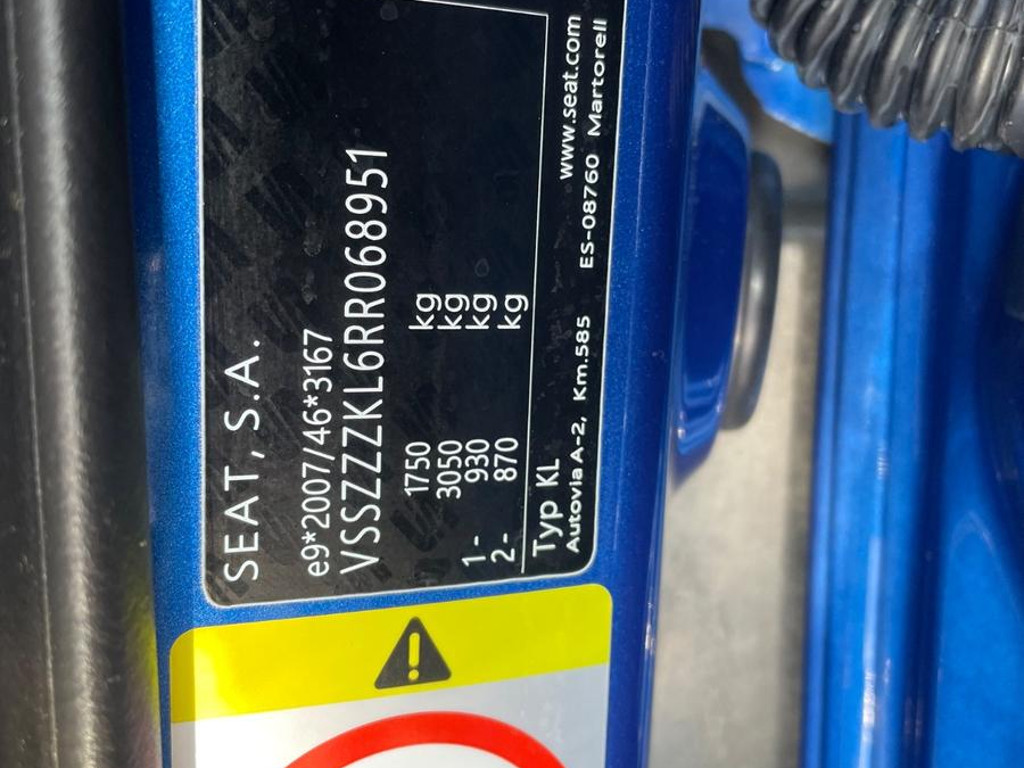 SEAT, S.A.
e9*2007/46*3167
VSSZZZKL6RR068951
1750 kg
3050 kg
1- 930 kg
2- 870 kg
Typ KL www.seat.com
Autovia A-2, Km.585 ES-08760 Martorell